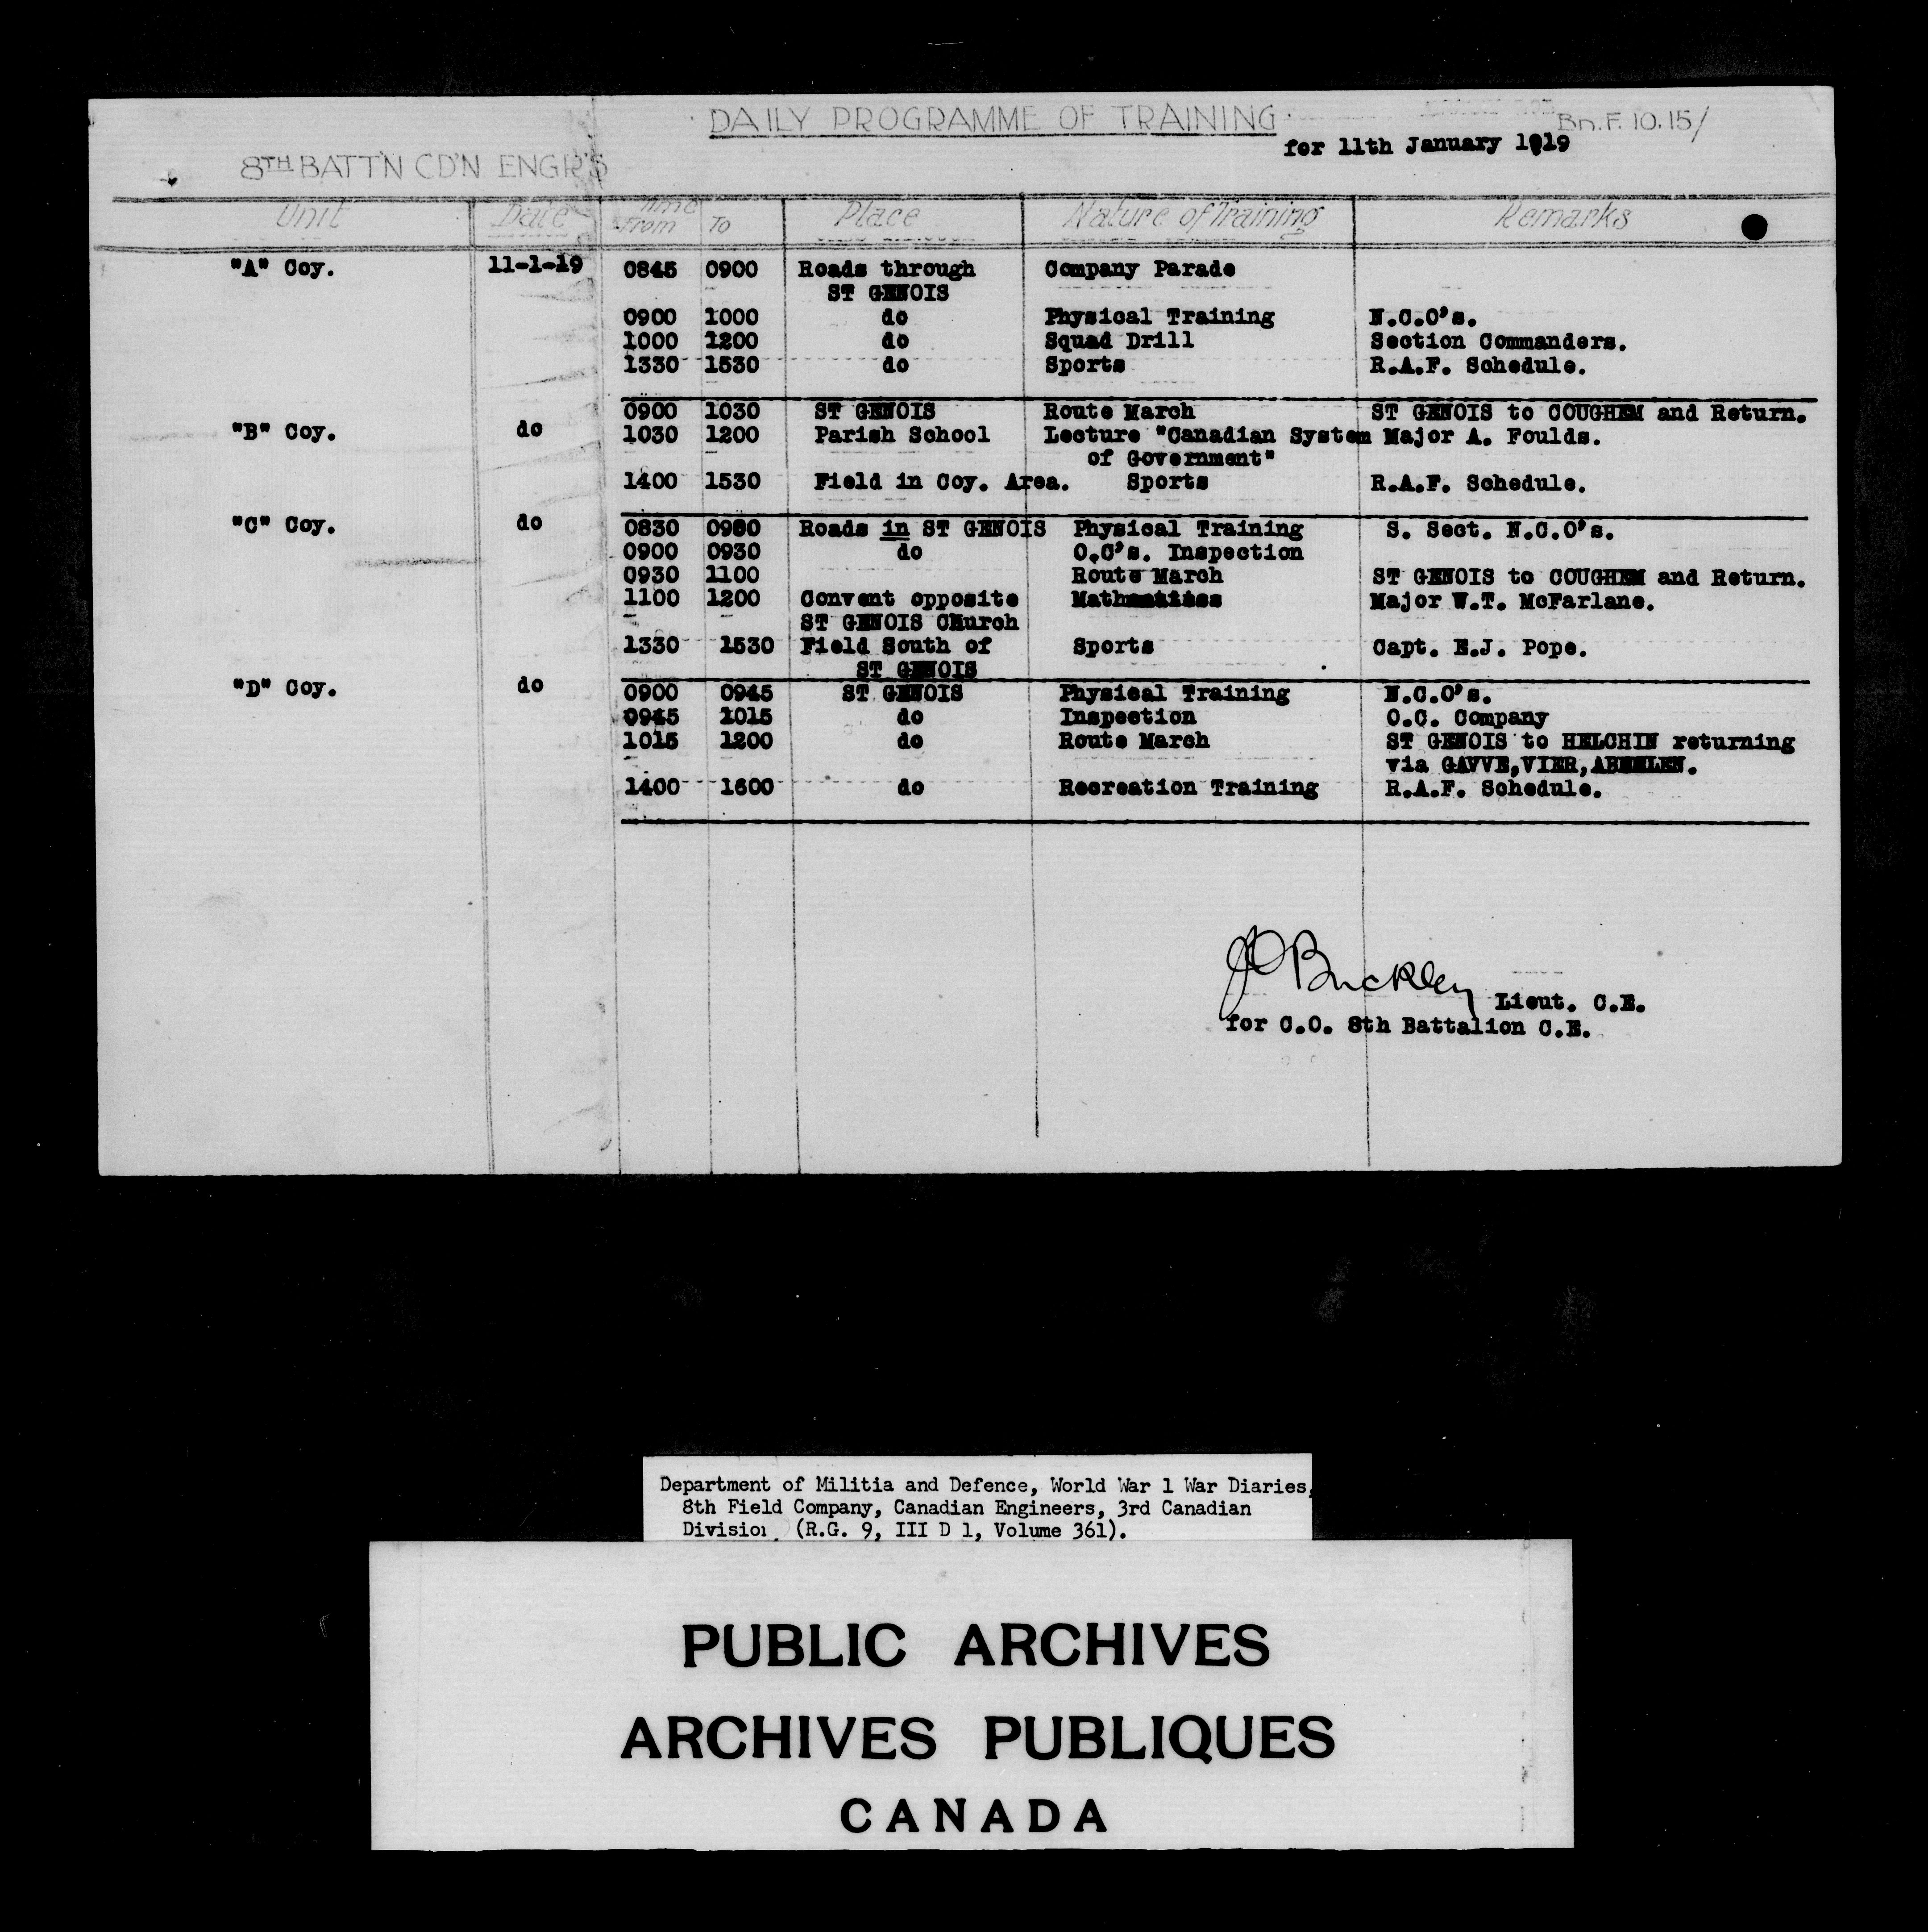 DAILY PROGRAMME OF TRAINING
Bn.F. 10.15/
for 11th January 1919
8TH BATT'N CD'N ENGR'S
Unit Date Time From To Place Nature of Training Remarks
"A" Coy. 11-1-19 0845 0900 Roads through Company Parade
ST GENOIS
0900 1000 do Physical Training N.C.O's.
1000 1200 do Squad Drill Section Commanders.
1330 1530 do Sports R.A.F. Schedule.
0900 1030 ST GENOIS Route March ST GENOIS to COUGHEM and Return.
"B" Coy. do 1030 1200 Parish School Lecture "Canadian System Major A. Foulds.
of Government"
1400 1530 Field in Coy. Area. Sports R.A.F. Schedule.
"C" Coy. do 0830 0900 Roads in ST GENOIS Physical Training S. Sect. N.C.O's.
0900 0930 do O.C's. Inspection
0930 1100 Route March ST GENOIS to COUGHEM and Return.
1100 1200 Convent opposite Major W.T. McFarlane.
ST GENOIS Church
1330 1530 Field South of Sports Capt. E.J. Pope.
ST GENOIS
"D" Coy. do 0900 0945 ST GENOIS Physical Training N.C.O's.
0945 1015 do Inspection O.C. Company
1015 1200 do Route March ST GENOIS to HELCHIN returning
via GAVVE, VIER, ABEELEN.
1400 1600 do Recreation Training R.A.F. Schedule.
Buckley Lieut. C.E.
for C.O. 8th Battalion C.E.
Department of Militia and Defence, World War 1 War Diaries,
8th Field Company, Canadian Engineers, 3rd Canadian
Division, (R.G. 9, III D 1, Volume 361).
PUBLIC ARCHIVES
ARCHIVES PUBLIQUES
CANADA